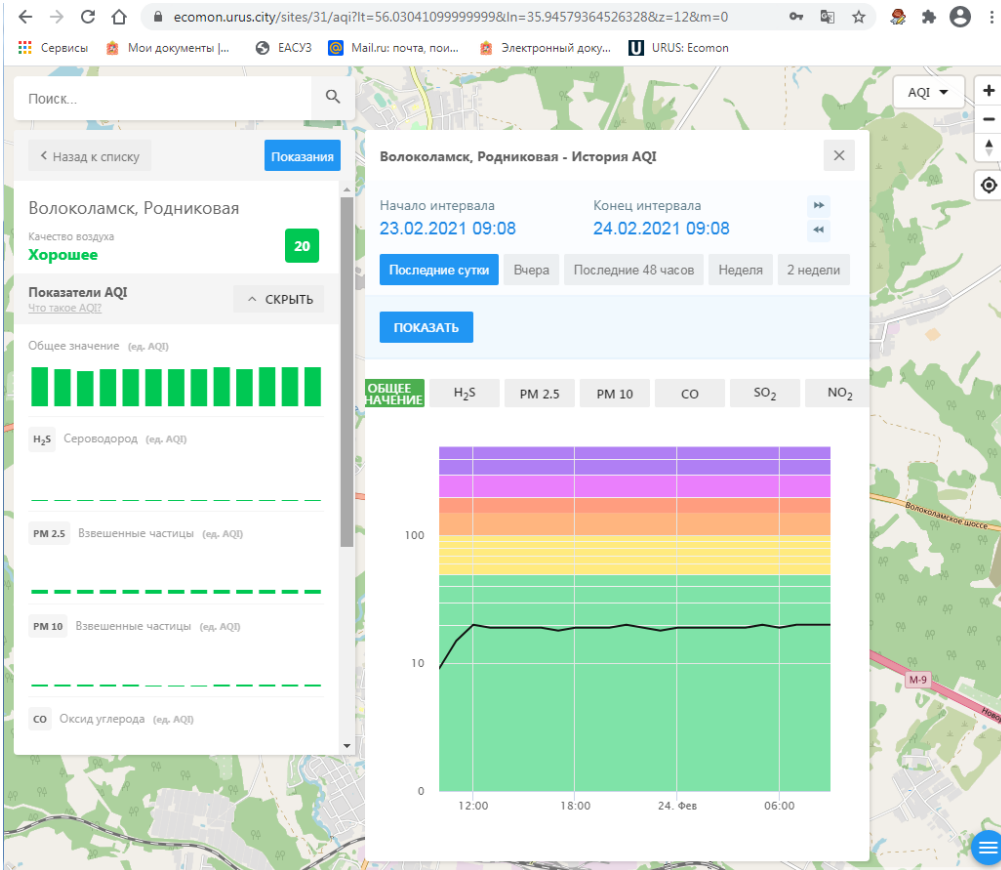 ecomon.urus.city/sites/31/aqi?lt=56.03041099999999&ln=35.94579364526328&z=12&m=0
Сервисы
Мои документы |...
ЕАСУЗ
Mail.ru: почта, пои...
Электронный доку...
URUS: Ecomon
Поиск...
AQI
Назад к списку
Показания
Волоколамск, Родниковая
Качество воздуха
Хорошее
20
Показатели AQI
Что такое AQI?
СКРЫТЬ
Общее значение (ед. AQI)
H₂S Сероводород (ед. AQI)
PM 2.5 Взвешенные частицы (ед. AQI)
PM 10 Взвешенные частицы (ед. AQI)
CO Оксид углерода (ед. AQI)
Волоколамск, Родниковая - История AQI
Начало интервала
23.02.2021 09:08
Конец интервала
24.02.2021 09:08
Последние сутки
Вчера
Последние 48 часов
Неделя
2 недели
ПОКАЗАТЬ
ОБЩЕЕ
НАЧЕНИЕ
H₂S
PM 2.5
PM 10
CO
SO₂
NO₂
100
10
0
12:00
18:00
24. Фев
06:00
Волоколамское шоссе
М-9